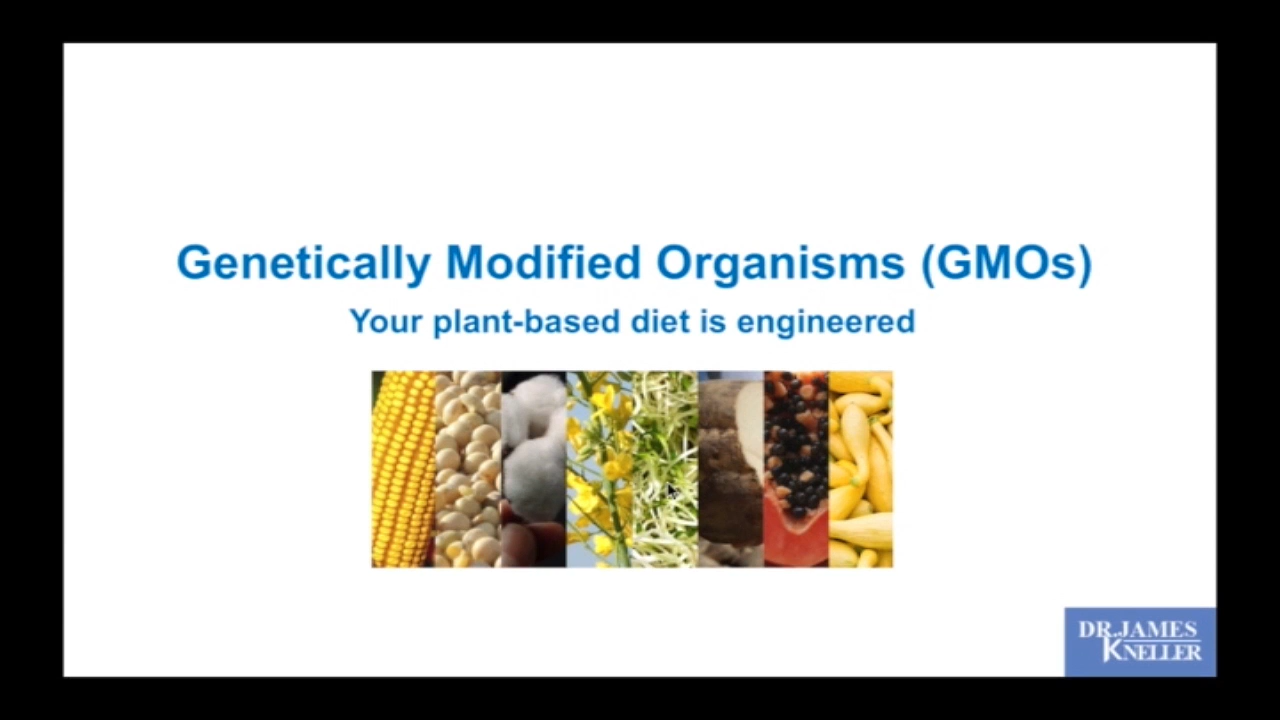 Genetically Modified Organisms (GMOs)
Your plant-based diet is engineered
DR. JAMES
KNELLER